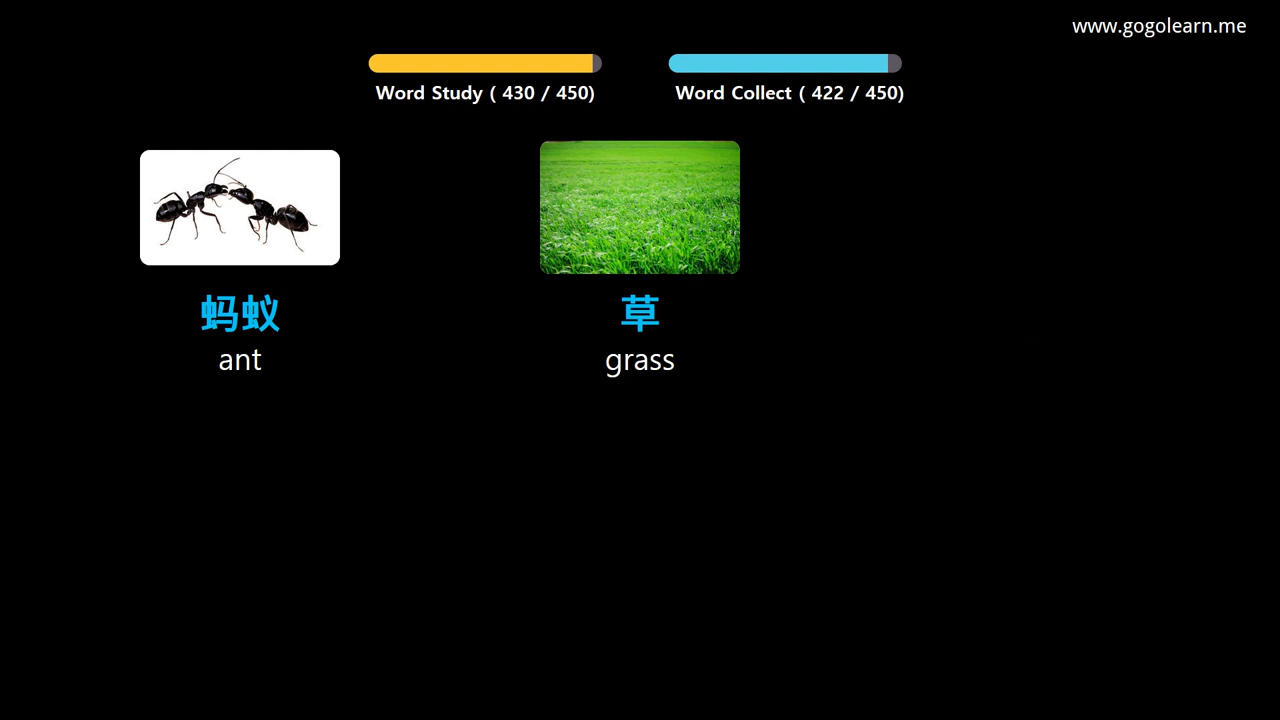 www.gogolearn.me
Word Study ( 430 / 450)
Word Collect ( 422 / 450)
蚂蚁
ant
草
grass